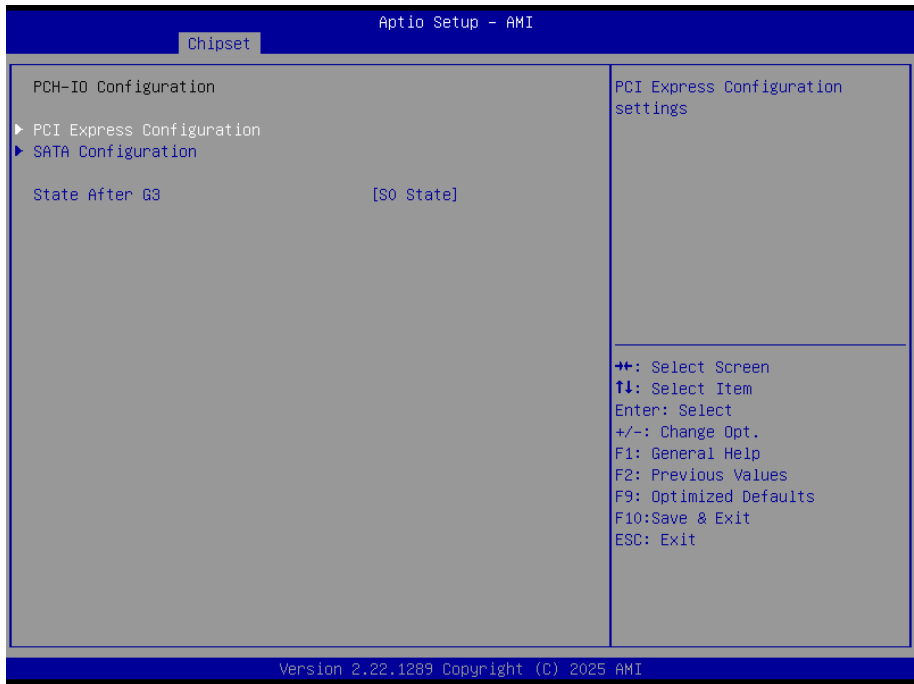 Aptio Setup – AMI
Chipset
PCH-IO Configuration
PCI Express Configuration
SATA Configuration
State After G3 [S0 State]
PCI Express Configuration
settings
→←: Select Screen
↑↓: Select Item
Enter: Select
+/-: Change Opt.
F1: General Help
F2: Previous Values
F9: Optimized Defaults
F10:Save & Exit
ESC: Exit
Version 2.22.1289 Copyright (C) 2025 AMI